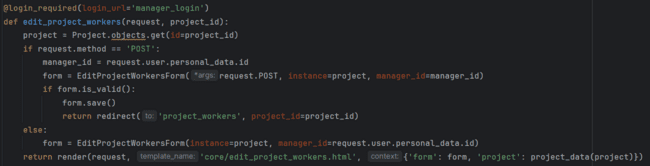 @login_required(login_url='manager_login')
def edit_project_workers(request, project_id):
    project = Project.objects.get(id=project_id)
    if request.method == 'POST':
        manager_id = request.user.personal_data.id
        form = EditProjectWorkersForm( *args: request.POST, instance=project, manager_id=manager_id)
        if form.is_valid():
            form.save()
            return redirect( to: 'project_workers', project_id=project_id)
    else:
        form = EditProjectWorkersForm(instance=project, manager_id=request.user.personal_data.id)
    return render(request, template_name: 'core/edit_project_workers.html', context: {'form': form, 'project': project_data(project)})